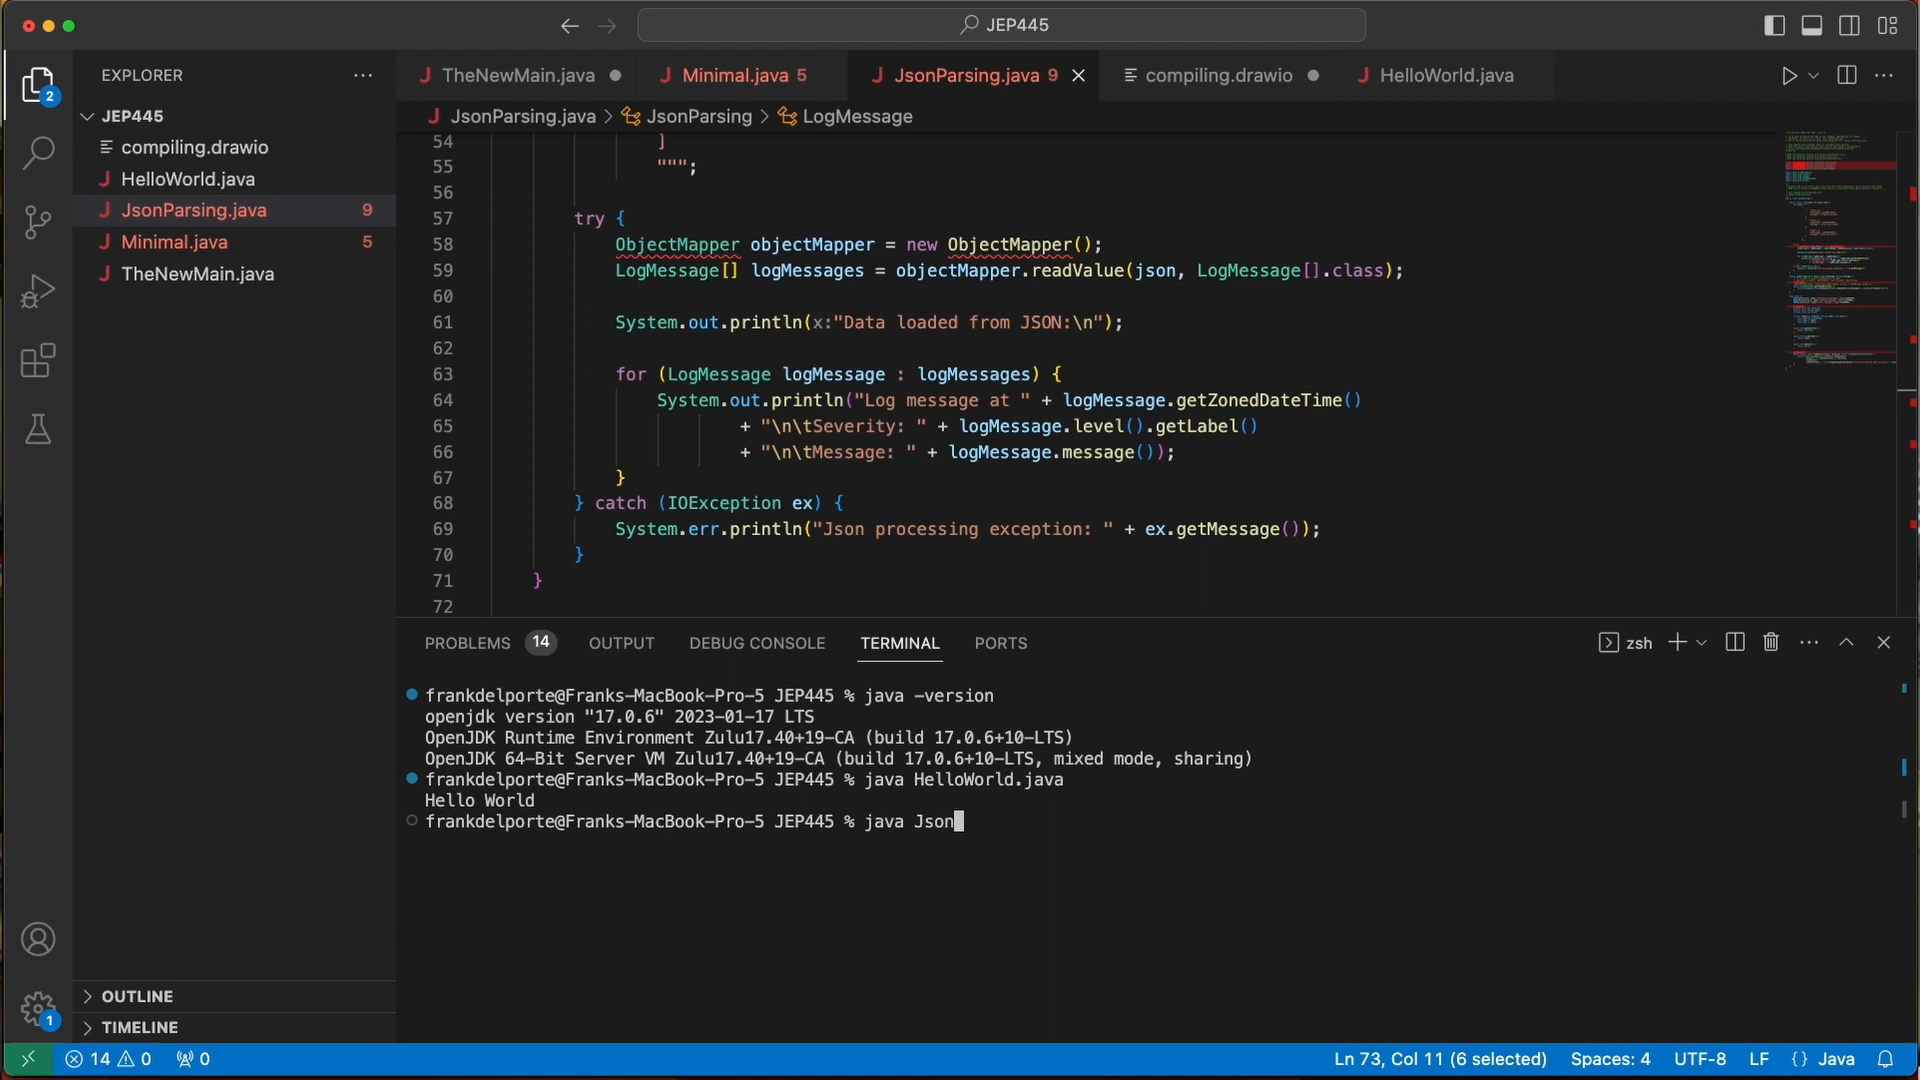 JEP445
EXPLORER
TheNewMain.java
Minimal.java 5
JsonParsing.java 9
compiling.drawio
HelloWorld.java
2
JEP445
compiling.drawio
HelloWorld.java
JsonParsing.java 9
Minimal.java 5
TheNewMain.java
JsonParsing.java > JsonParsing > LogMessage
54 ]
55 """;
56
57 try {
58 ObjectMapper objectMapper = new ObjectMapper();
59 LogMessage[] logMessages = objectMapper.readValue(json, LogMessage[].class);
60
61 System.out.println(x:"Data loaded from JSON:\n");
62
63 for (LogMessage logMessage : logMessages) {
64 System.out.println("Log message at " + logMessage.getZonedDateTime()
65 + "\n\tSeverity: " + logMessage.level().getLabel()
66 + "\n\tMessage: " + logMessage.message());
67 }
68 } catch (IOException ex) {
69 System.err.println("Json processing exception: " + ex.getMessage());
70 }
71 }
72
PROBLEMS 14 OUTPUT DEBUG CONSOLE TERMINAL PORTS
zsh
frankdelporte@Franks-MacBook-Pro-5 JEP445 % java -version
openjdk version "17.0.6" 2023-01-17 LTS
OpenJDK Runtime Environment Zulu17.40+19-CA (build 17.0.6+10-LTS)
OpenJDK 64-Bit Server VM Zulu17.40+19-CA (build 17.0.6+10-LTS, mixed mode, sharing)
frankdelporte@Franks-MacBook-Pro-5 JEP445 % java HelloWorld.java
Hello World
frankdelporte@Franks-MacBook-Pro-5 JEP445 % java Json
OUTLINE
1
TIMELINE
14 0 0
Ln 73, Col 11 (6 selected) Spaces: 4 UTF-8 LF {} Java